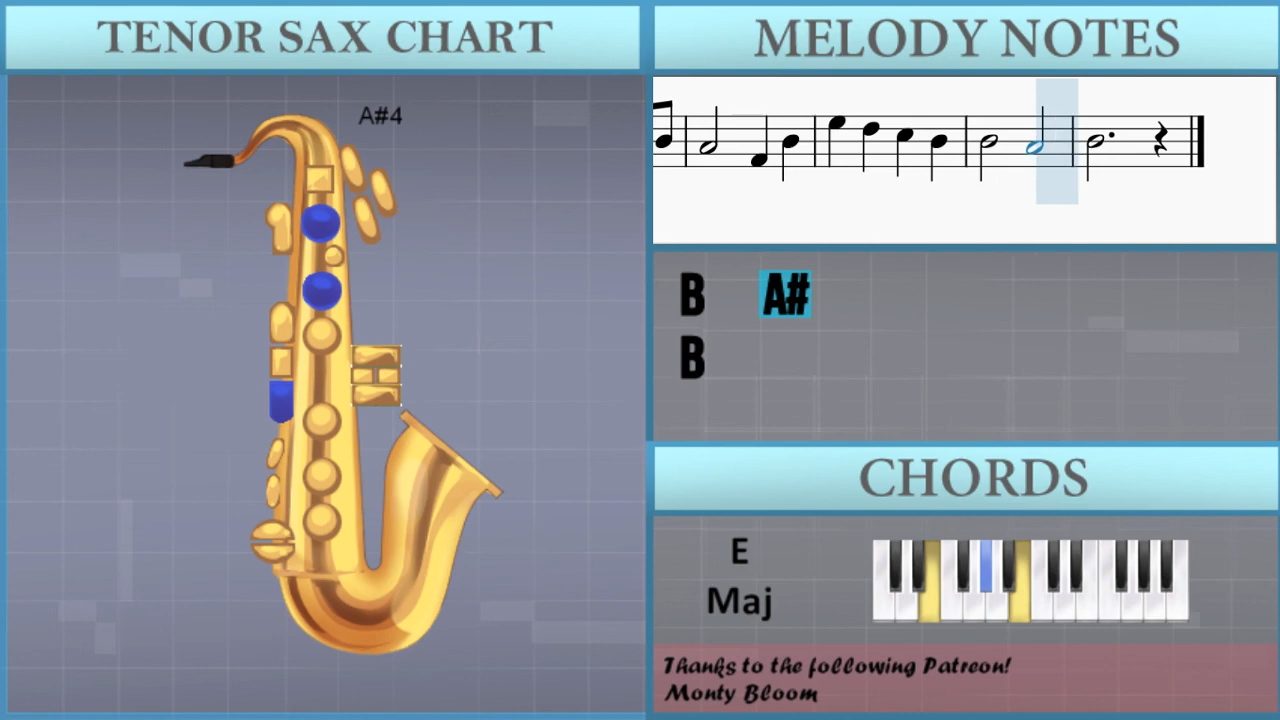 TENOR SAX CHART
A#4
MELODY NOTES
B A#
B
CHORDS
E
Maj
Thanks to the following Patreon!
Monty Bloom